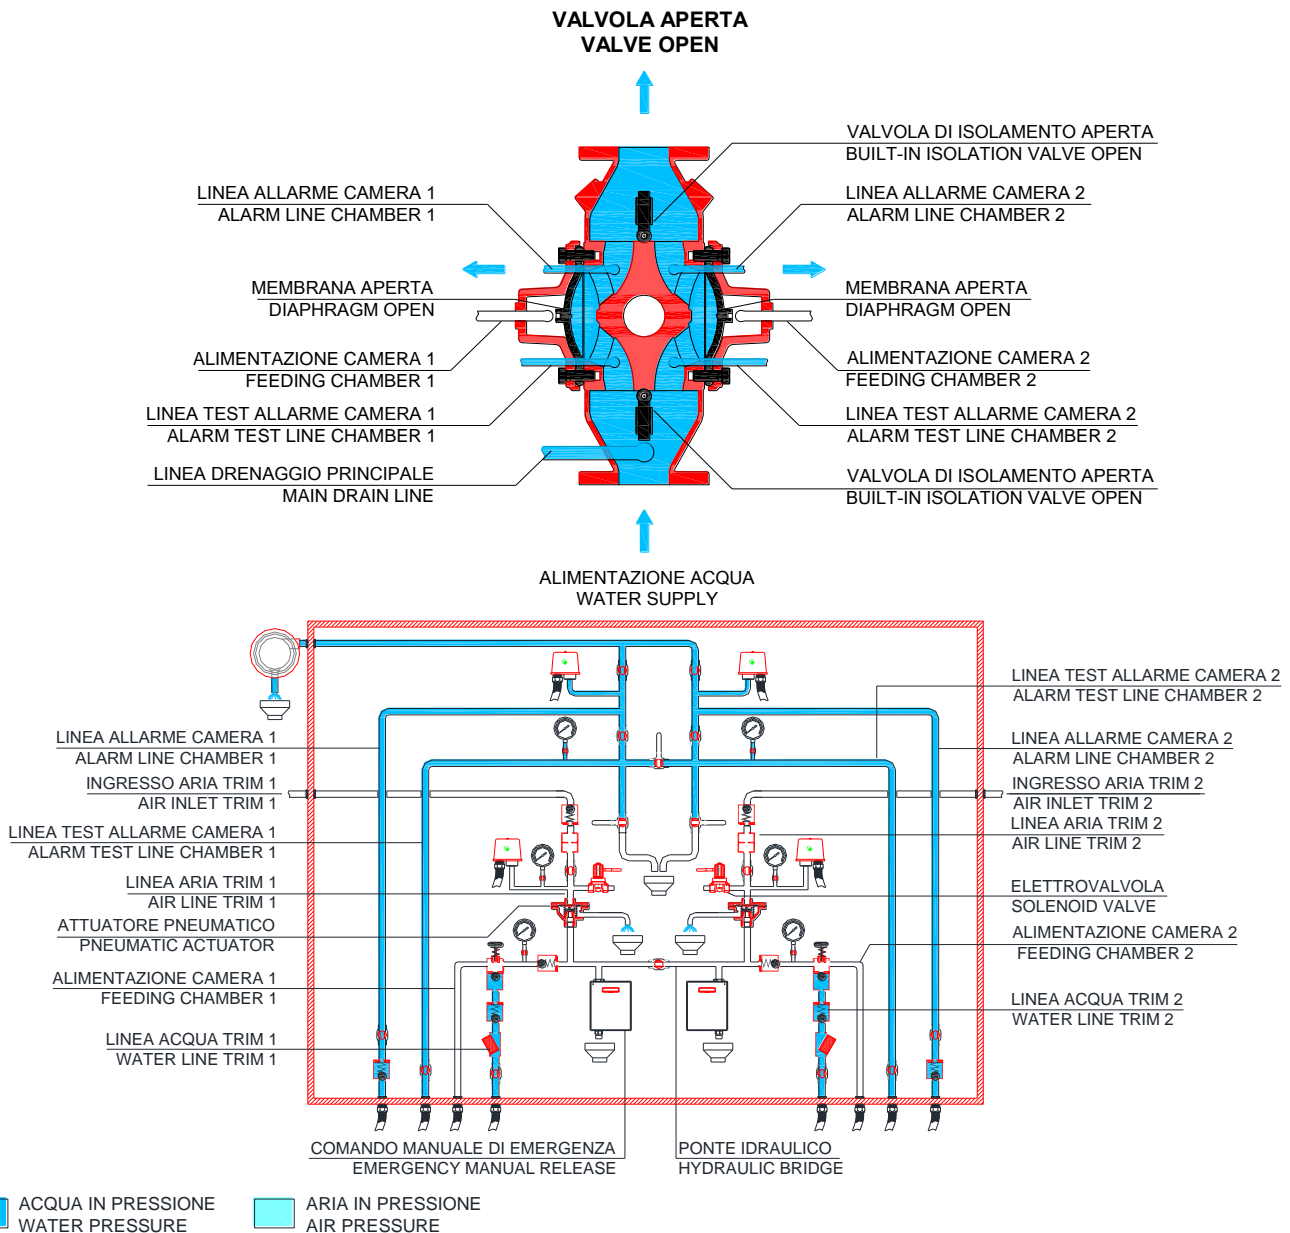 VALVOLA APERTA
VALVE OPEN
VALVOLA DI ISOLAMENTO APERTA
BUILT-IN ISOLATION VALVE OPEN
LINEA ALLARME CAMERA 1
ALARM LINE CHAMBER 1
LINEA ALLARME CAMERA 2
ALARM LINE CHAMBER 2
MEMBRANA APERTA
DIAPHRAGM OPEN
MEMBRANA APERTA
DIAPHRAGM OPEN
ALIMENTAZIONE CAMERA 1
FEEDING CHAMBER 1
ALIMENTAZIONE CAMERA 2
FEEDING CHAMBER 2
LINEA TEST ALLARME CAMERA 1
ALARM TEST LINE CHAMBER 1
LINEA TEST ALLARME CAMERA 2
ALARM TEST LINE CHAMBER 2
LINEA DRENAGGIO PRINCIPALE
MAIN DRAIN LINE
VALVOLA DI ISOLAMENTO APERTA
BUILT-IN ISOLATION VALVE OPEN
ALIMENTAZIONE ACQUA
WATER SUPPLY
LINEA ALLARME CAMERA 1
ALARM LINE CHAMBER 1
INGRESSO ARIA TRIM 1
AIR INLET TRIM 1
LINEA TEST ALLARME CAMERA 1
ALARM TEST LINE CHAMBER 1
LINEA ARIA TRIM 1
AIR LINE TRIM 1
ATTUATORE PNEUMATICO
PNEUMATIC ACTUATOR
ALIMENTAZIONE CAMERA 1
FEEDING CHAMBER 1
LINEA ACQUA TRIM 1
WATER LINE TRIM 1
LINEA TEST ALLARME CAMERA 2
ALARM TEST LINE CHAMBER 2
LINEA ALLARME CAMERA 2
ALARM LINE CHAMBER 2
INGRESSO ARIA TRIM 2
AIR INLET TRIM 2
LINEA ARIA TRIM 2
AIR LINE TRIM 2
ELETTROVALVOLA
SOLENOID VALVE
ALIMENTAZIONE CAMERA 2
FEEDING CHAMBER 2
LINEA ACQUA TRIM 2
WATER LINE TRIM 2
COMANDO MANUALE DI EMERGENZA
EMERGENCY MANUAL RELEASE
PONTE IDRAULICO
HYDRAULIC BRIDGE
ACQUA IN PRESSIONE
WATER PRESSURE
ARIA IN PRESSIONE
AIR PRESSURE